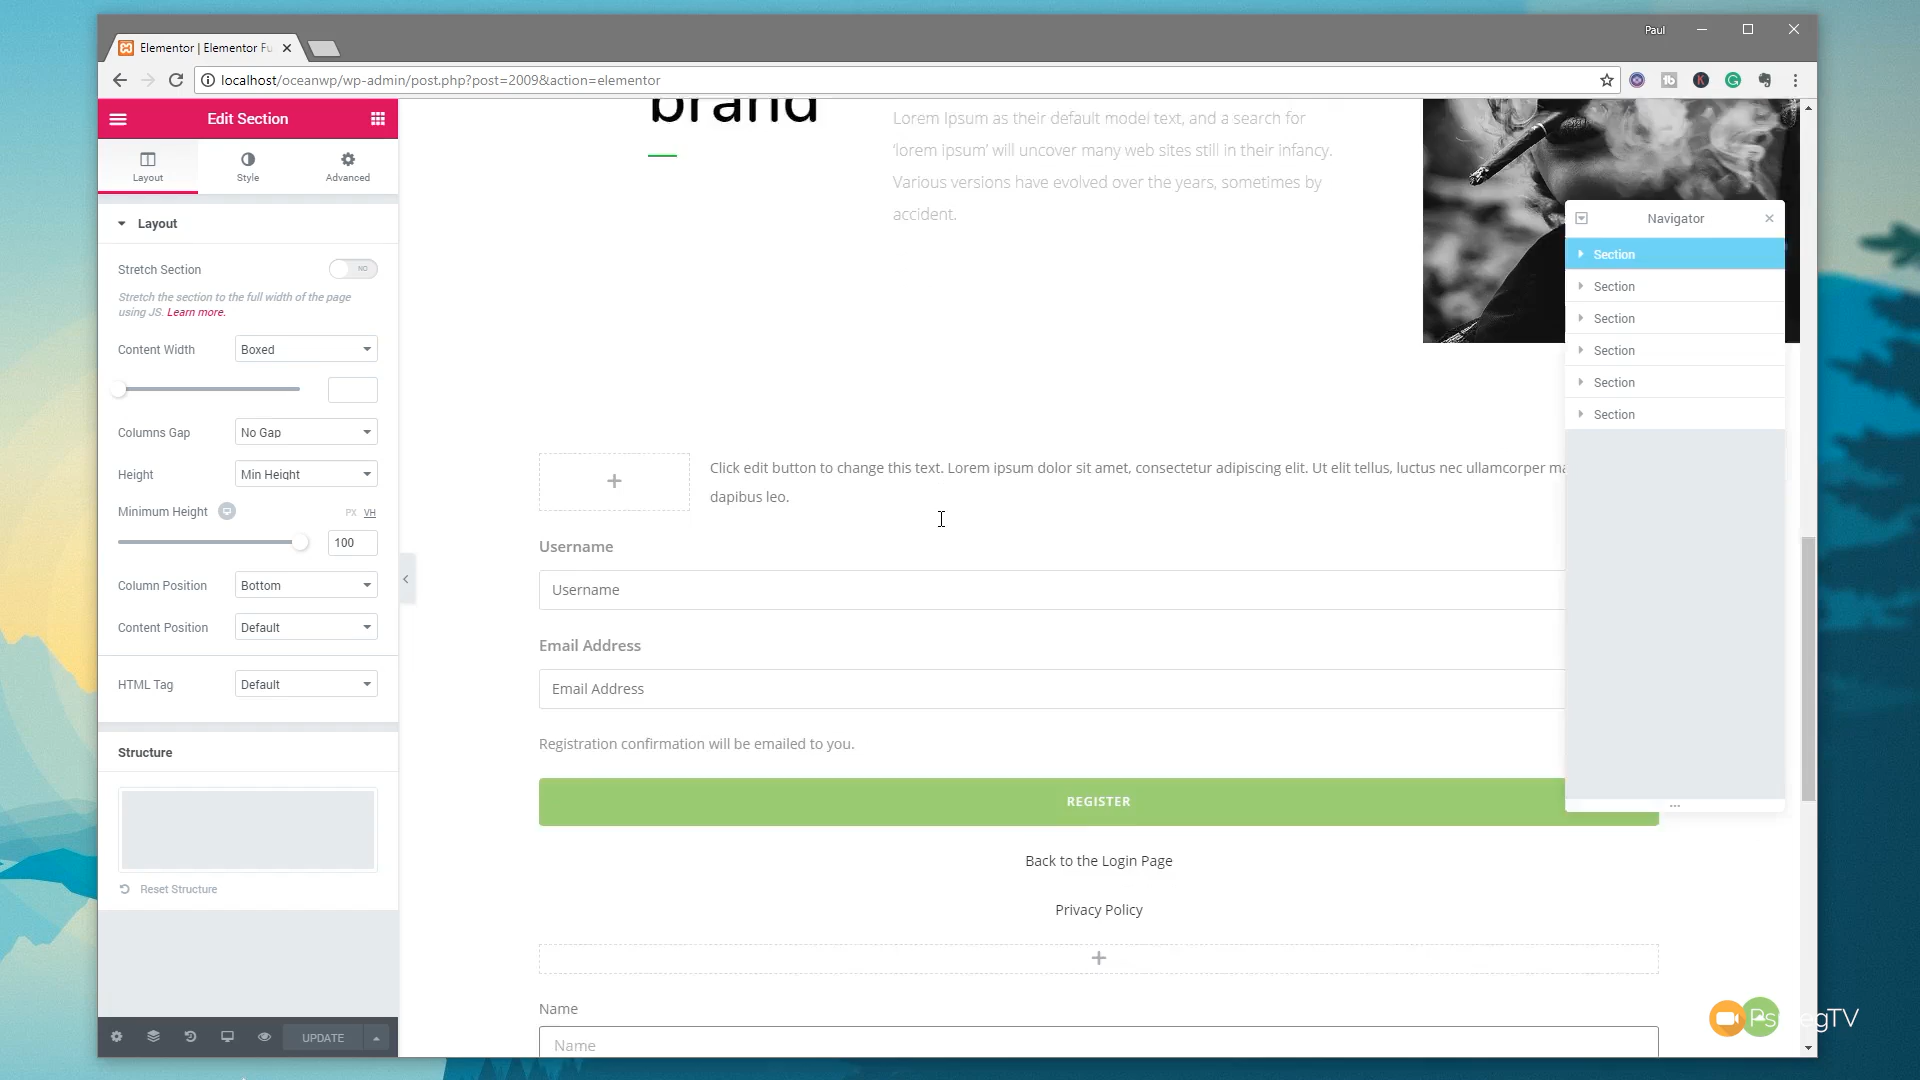 Paul
Elementor | Elementor Fu
localhost/oceanwp/wp-admin/post.php?post=2009&action=elementor
Edit Section
Layout
Style
Advanced
Layout
Stretch Section
NO
Stretch the section to the full width of the page
using JS. Learn more.
Content Width
Boxed
Columns Gap
No Gap
Height
Min Height
Minimum Height
PX VH
100
Column Position
Bottom
Content Position
Default
HTML Tag
Default
Structure
Reset Structure
UPDATE
brand
Lorem Ipsum as their default model text, and a search for
‘lorem ipsum’ will uncover many web sites still in their infancy.
Various versions have evolved over the years, sometimes by
accident.
Click edit button to change this text. Lorem ipsum dolor sit amet, consectetur adipiscing elit. Ut elit tellus, luctus nec ullamcorper ma
dapibus leo.
Username
Username
Email Address
Email Address
Registration confirmation will be emailed to you.
REGISTER
Back to the Login Page
Privacy Policy
Name
Name
Navigator
Section
Section
Section
Section
Section
Section